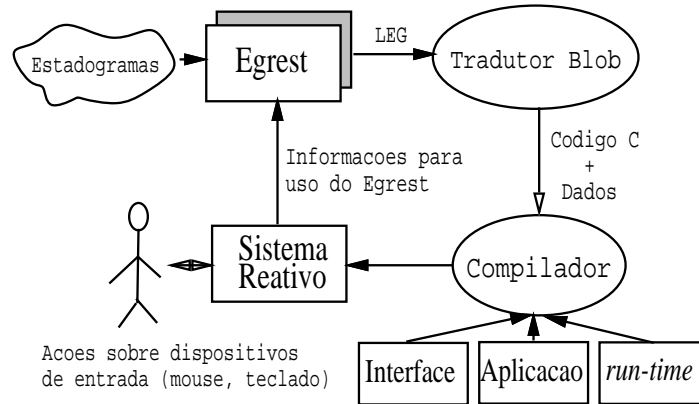 Estadogramas
Egrest
LEG
Tradutor Blob
Informacoes para
uso do Egrest
Codigo C
+
Dados
Sistema
Reativo
Compilador
Acoes sobre dispositivos
de entrada (mouse, teclado)
Interface
Aplicacao
run-time